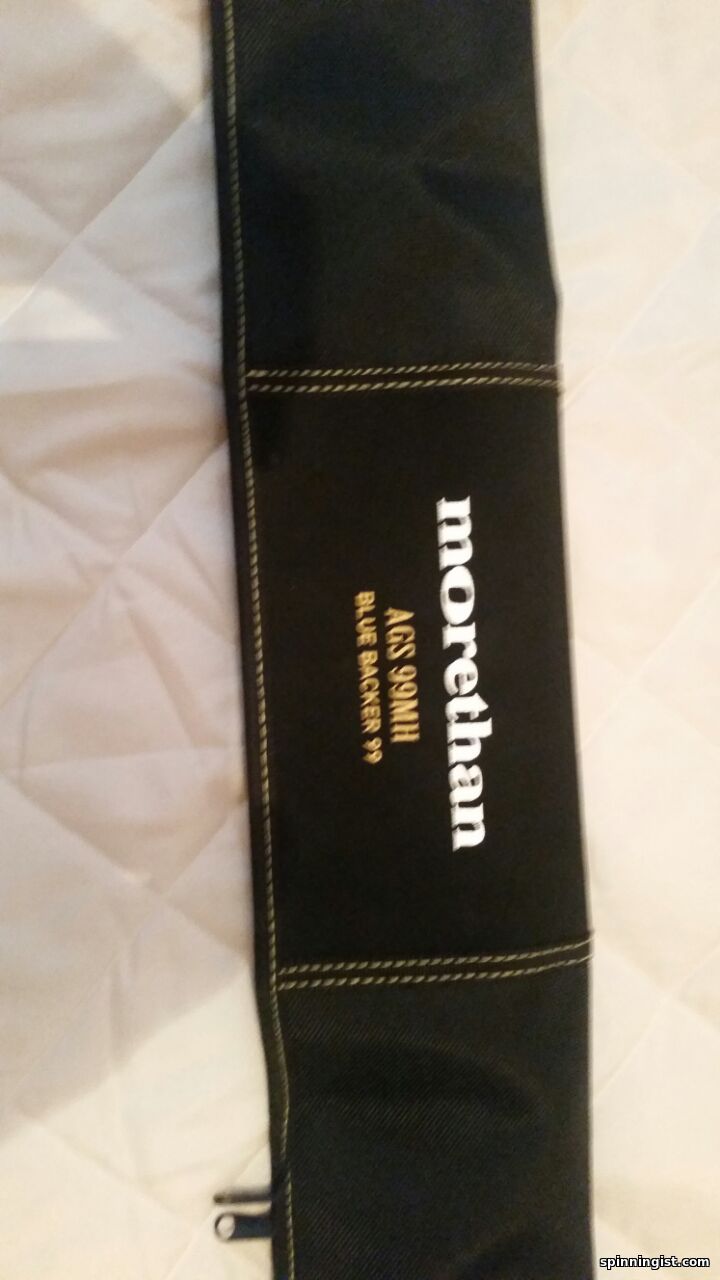 morethan
AGS 99MH
BLUE BACKER 99
spinningist.com